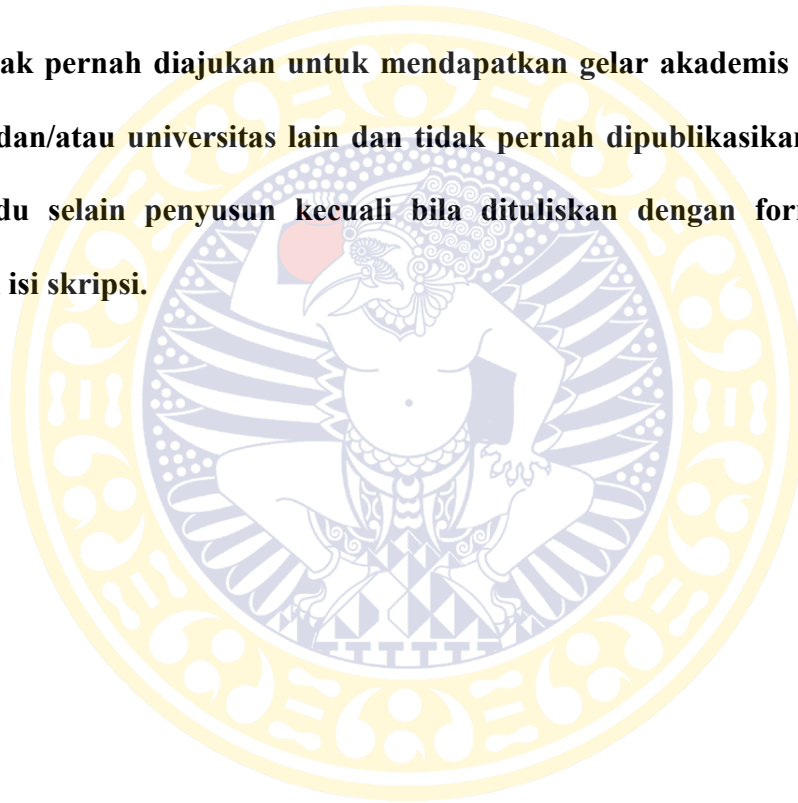 ak pernah diajukan untuk mendapatkan gelar akademis
dan/atau universitas lain dan tidak pernah dipublikasikan
du selain penyusun kecuali bila dituliskan dengan for
isi skripsi.